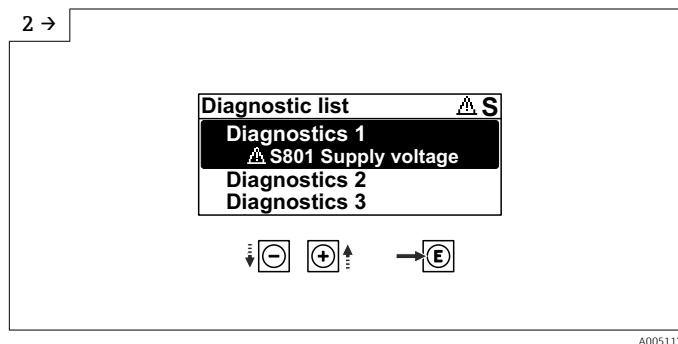 2 →
Diagnostic list ⚠ S
Diagnostics 1
⚠ S801 Supply voltage
Diagnostics 2
Diagnostics 3
− + E